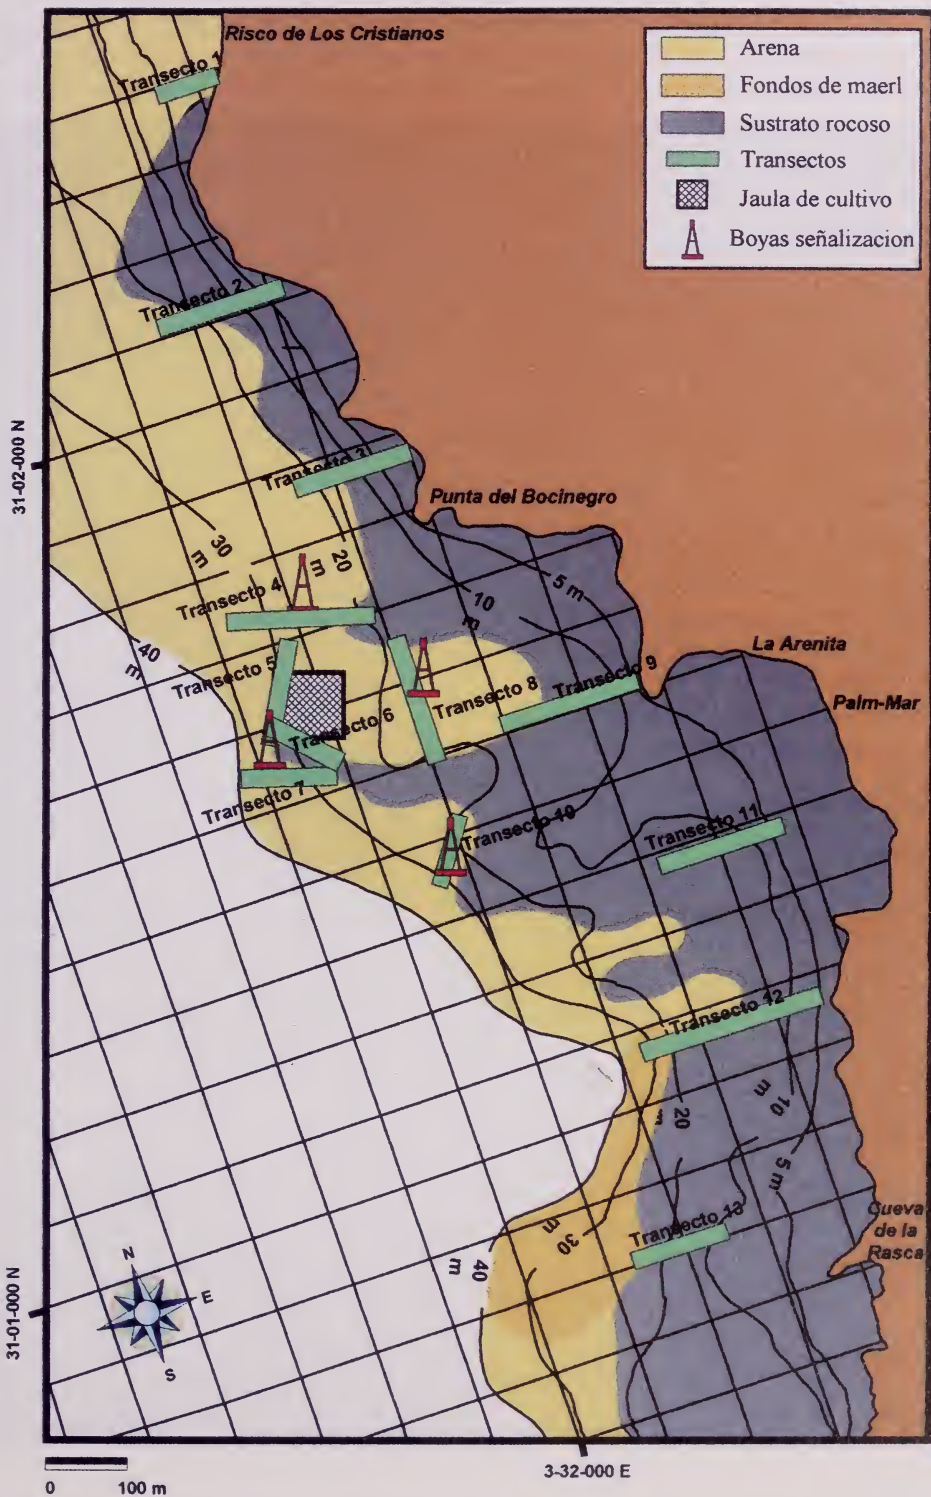 Risco de Los Cristianos
Arena
Fondos de maerl
Sustrato rocoso
Transectos
Jaula de cultivo
Boyas señalizacion
Transecto 1
Transecto 2
31-02-000 N
Transecto 3
Punta del Bocinegro
30
m
20
m
5 m
10
m
Transecto 4
40
m
Transecto 5
Transecto 6
Transecto 7
Transecto 8
Transecto 9
La Arenita
Palm-Mar
Transecto 10
Transecto 11
Transecto 12
20
m
10
m
5 m
Transecto 13
30
m
40
m
Cueva
de la
Rasca
N
E
S
31-01-000 N
3-32-000 E
0 100 m